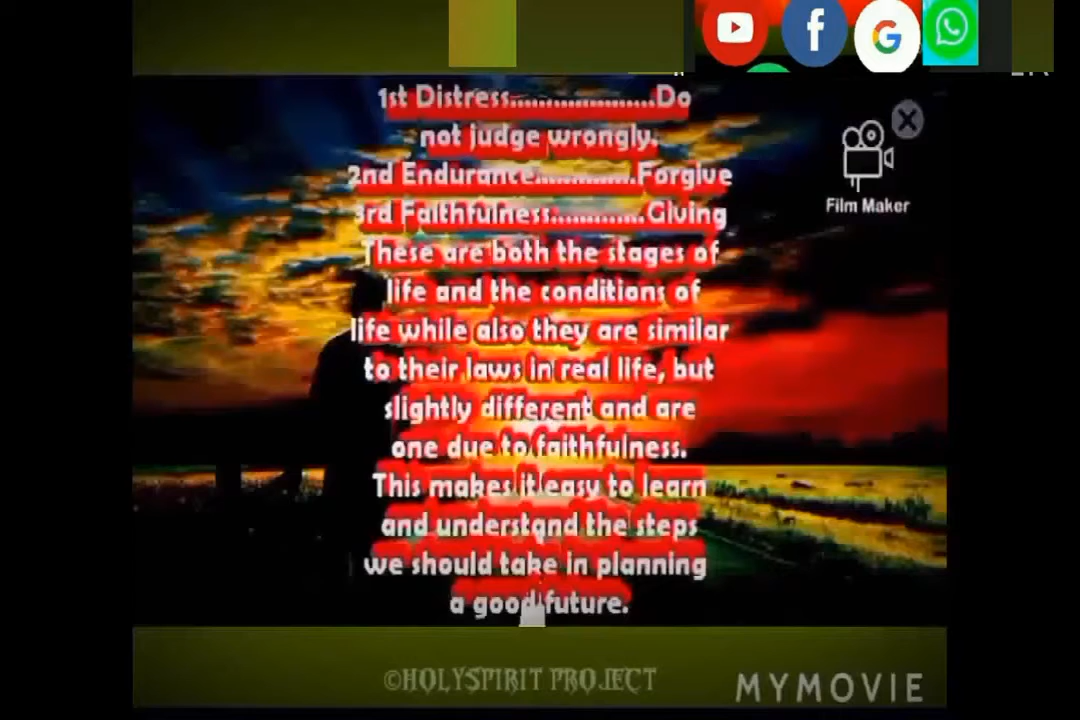 1st Distress....................Do
not judge wrongly.
2nd Endurance..............Forgive
3rd Faithfulness.............Giving
These are both the stages of
life and the conditions of
life while also they are similar
to their laws in real life, but
slightly different and are
one due to faithfulness.
This makes it easy to learn
and understand the steps
we should take in planning
a good future.
Film Maker
©HOLYSPIRIT PROJECT
MYMOVIE